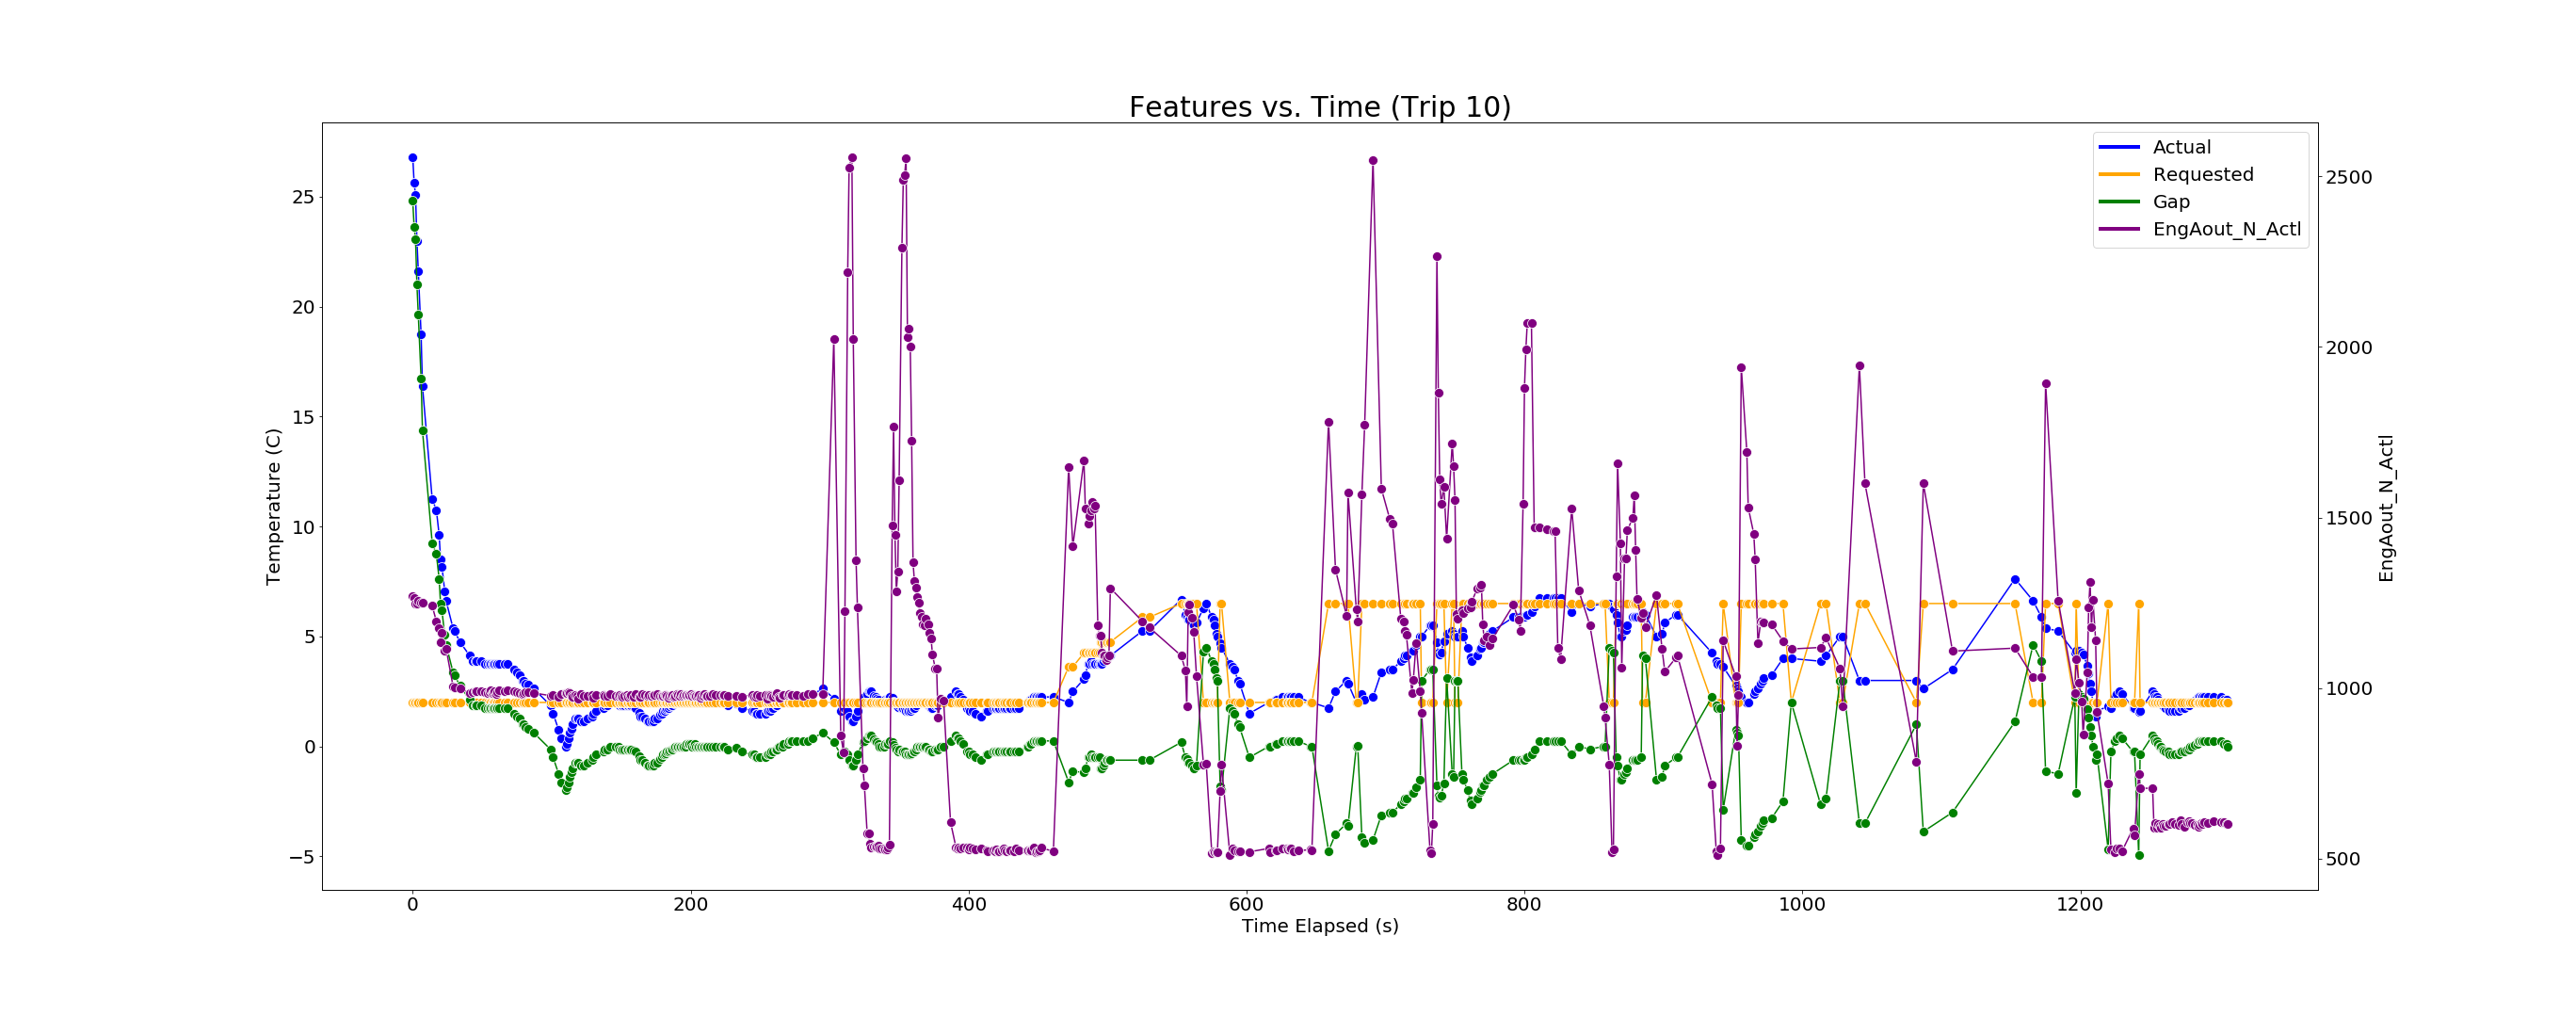 Features vs. Time (Trip 10)
Actual
Requested
Gap
EngAout_N_Actl
Temperature (C)
25
20
15
10
5
0
−5
EngAout_N_Actl
2500
2000
1500
1000
500
0 200 400 600 800 1000 1200
Time Elapsed (s)